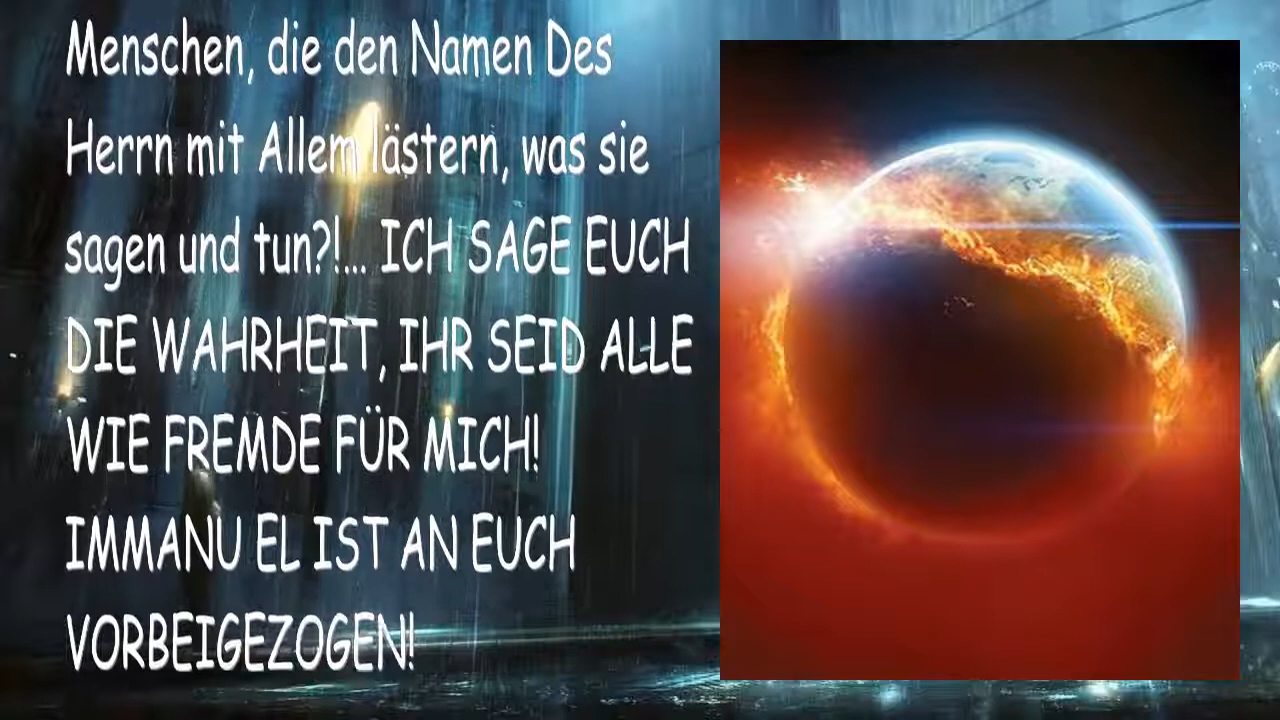 Menschen, die den Namen Des
Herrn mit Allem lästern, was sie
sagen und tun?!... ICH SAGE EUCH
DIE WAHRHEIT, IHR SEID ALLE
WIE FREMDE FÜR MICH!
IMMANU EL IST AN EUCH
VORBEIGEZOGEN!